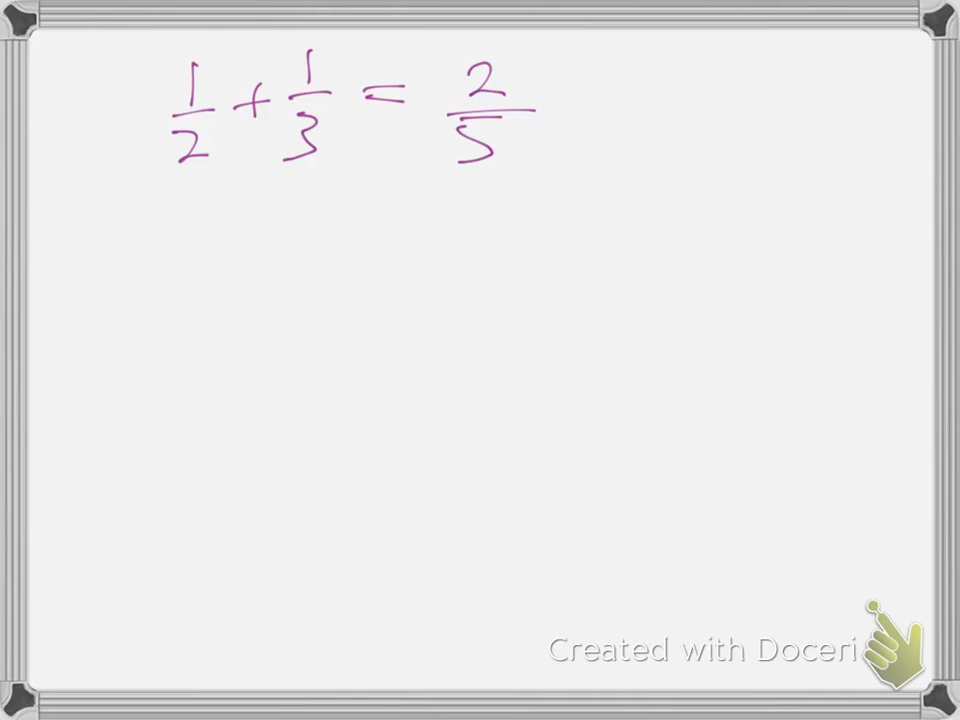 1/2 + 1/3 = 2/5
Created with Doceri